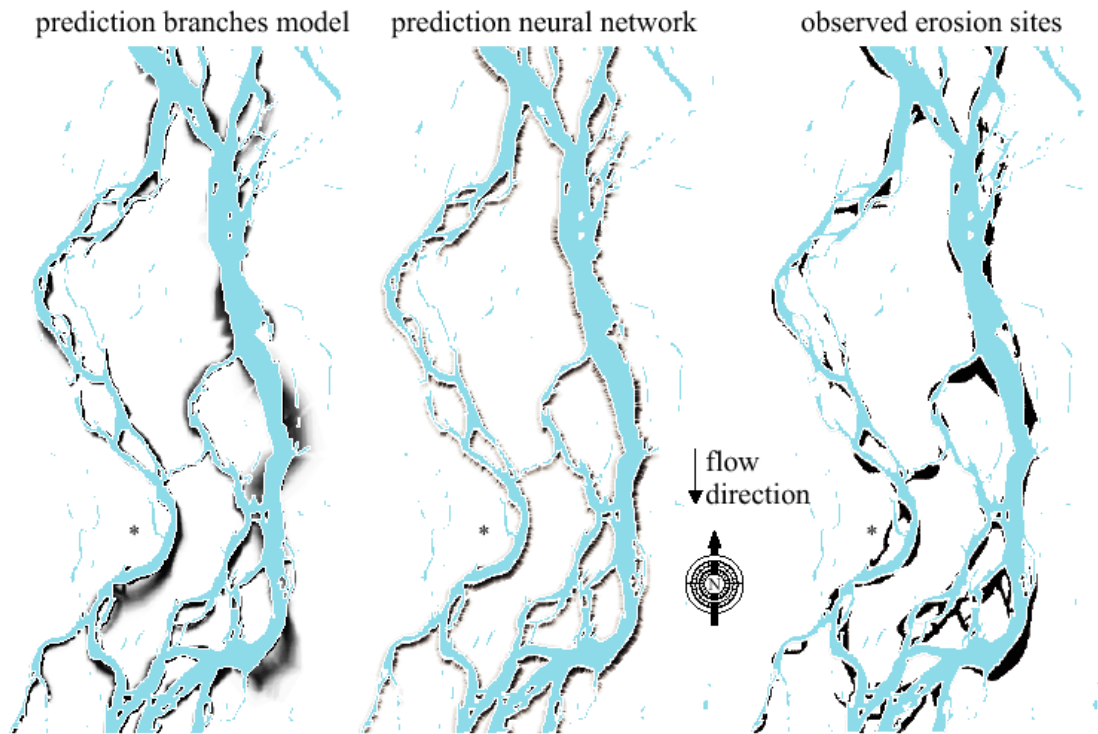 prediction branches model
prediction neural network
observed erosion sites
flow
direction
*
*
*
N